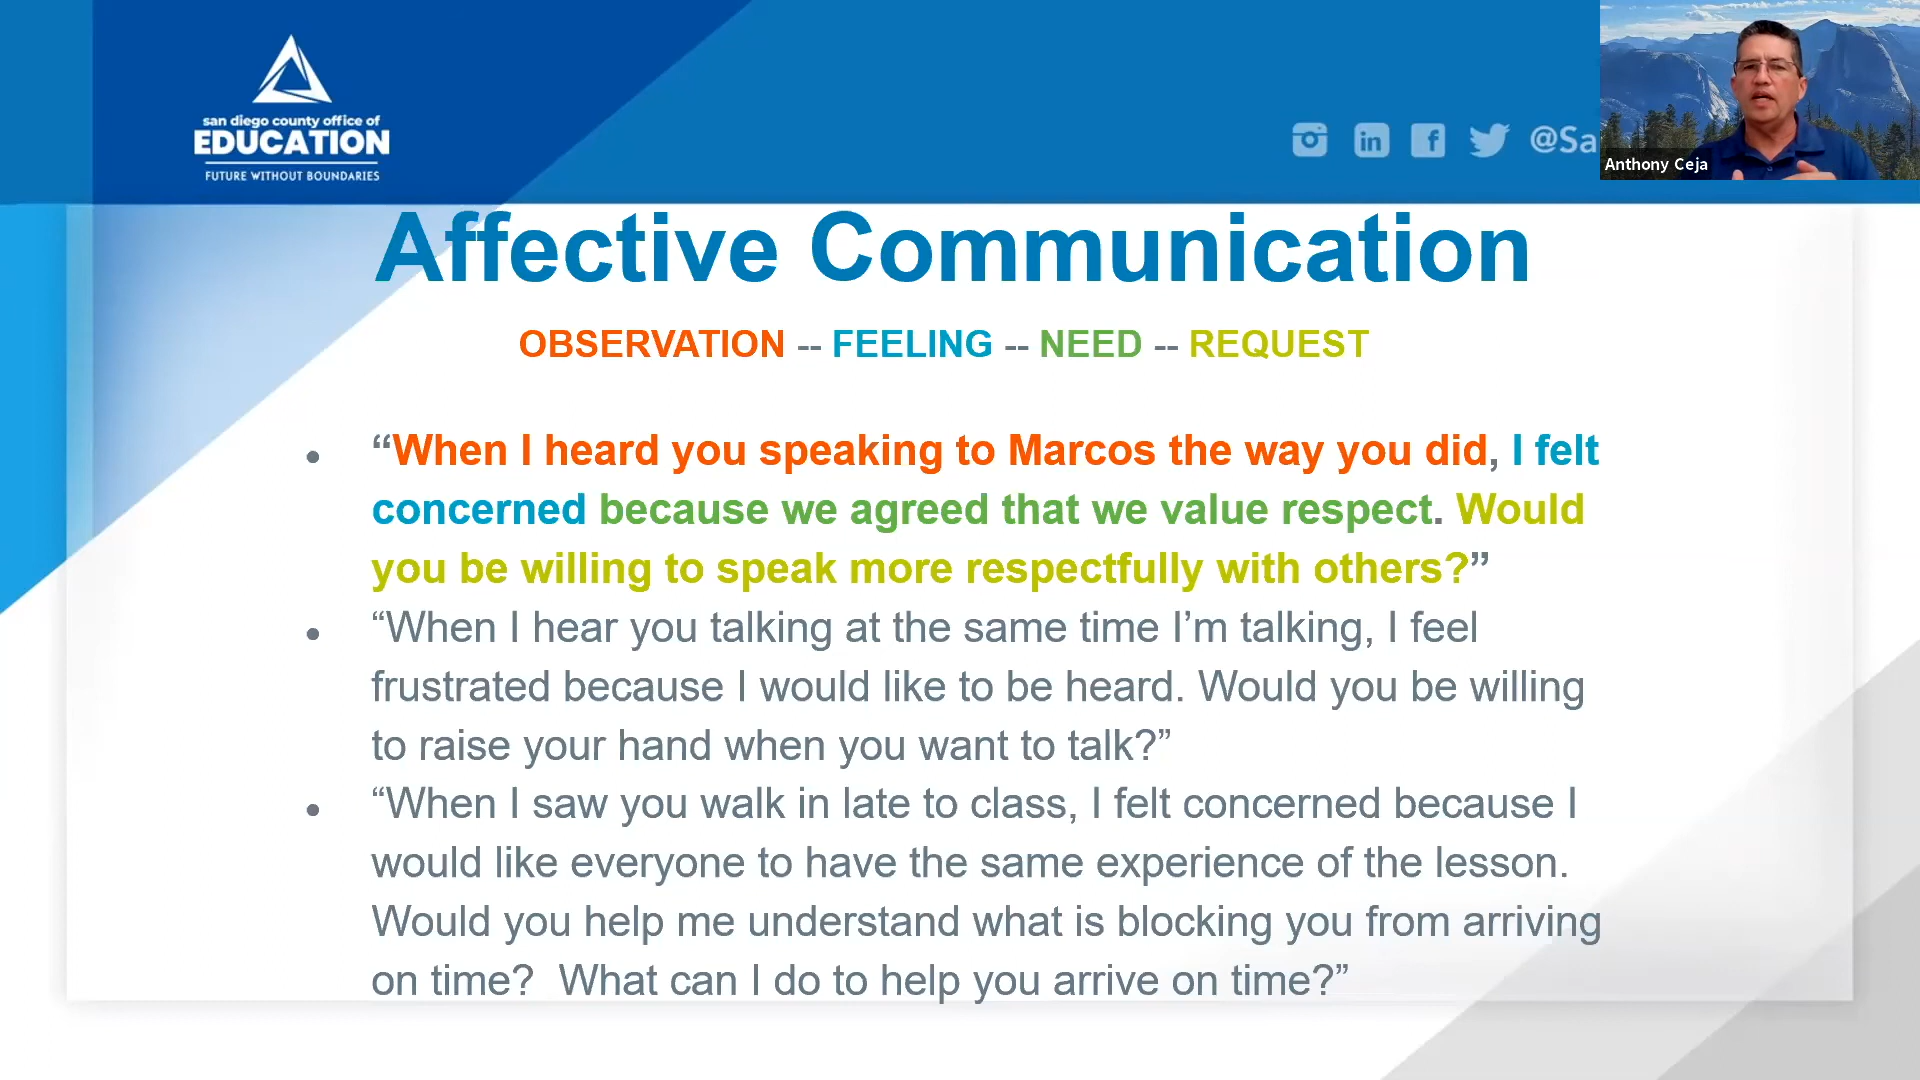 san diego county office of
EDUCATION
FUTURE WITHOUT BOUNDARIES
in f @Sa
Anthony Ceja
Affective Communication
OBSERVATION -- FEELING -- NEED -- REQUEST
• “When I heard you speaking to Marcos the way you did, I felt
concerned because we agreed that we value respect. Would
you be willing to speak more respectfully with others?”
• “When I hear you talking at the same time I’m talking, I feel
frustrated because I would like to be heard. Would you be willing
to raise your hand when you want to talk?”
• “When I saw you walk in late to class, I felt concerned because I
would like everyone to have the same experience of the lesson.
Would you help me understand what is blocking you from arriving
on time?  What can I do to help you arrive on time?”